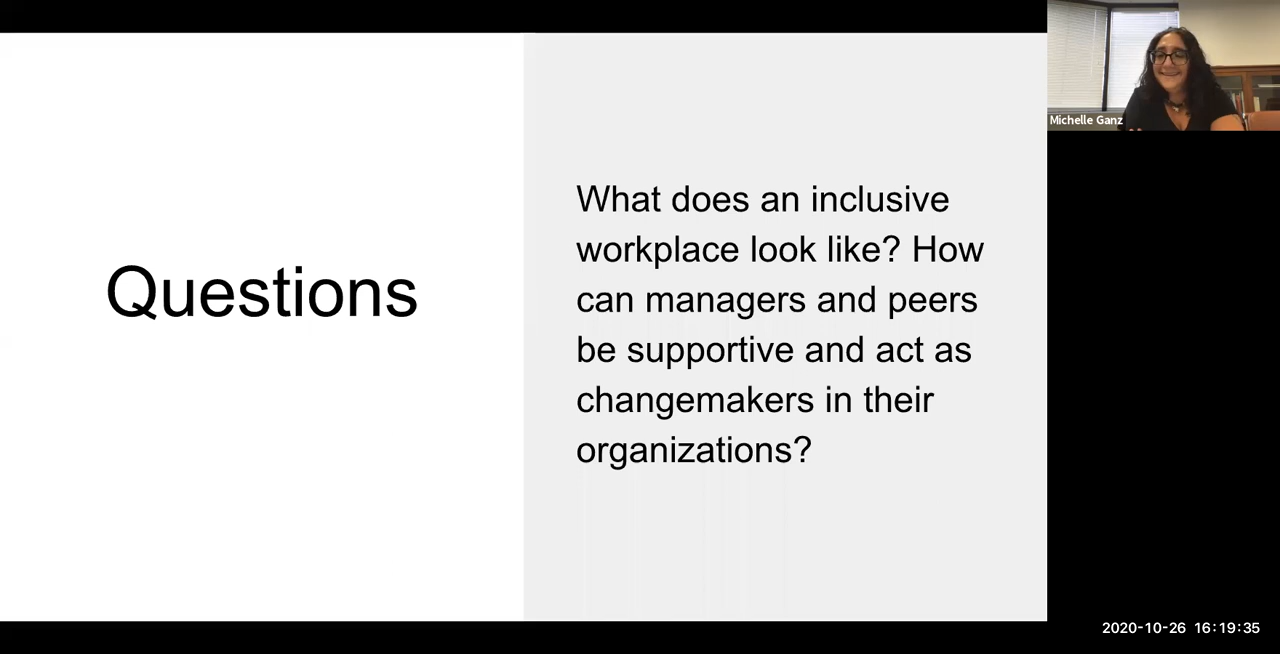 Questions
What does an inclusive
workplace look like? How
can managers and peers
be supportive and act as
changemakers in their
organizations?
Michelle Ganz
2020-10-26 16:19:35